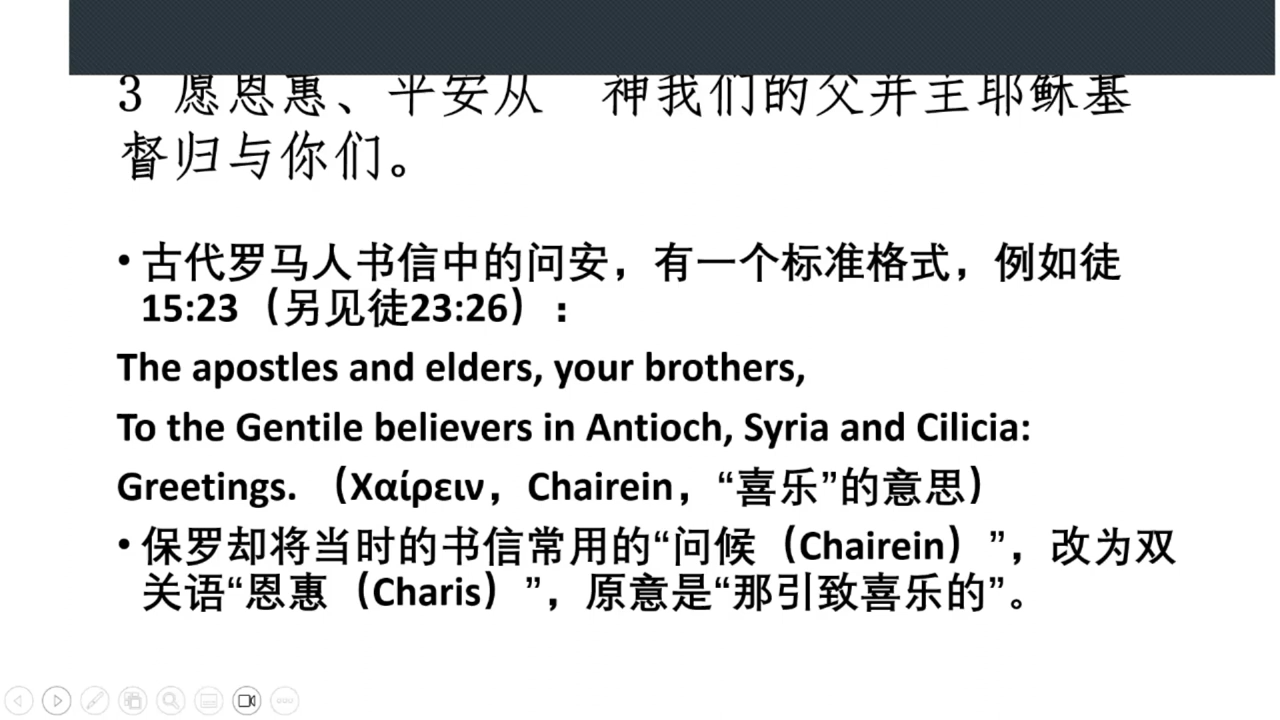 3 愿恩惠、平安从　神我们的父并主耶稣基
督归与你们。
•古代罗马人书信中的问安，有一个标准格式，例如徒
15:23（另见徒23:26）：
The apostles and elders, your brothers,
To the Gentile believers in Antioch, Syria and Cilicia:
Greetings. （Χαίρειν，Chairein，“喜乐”的意思）
•保罗却将当时的书信常用的“问候（Chairein）”，改为双
关语“恩惠（Charis）”，原意是“那引致喜乐的”。